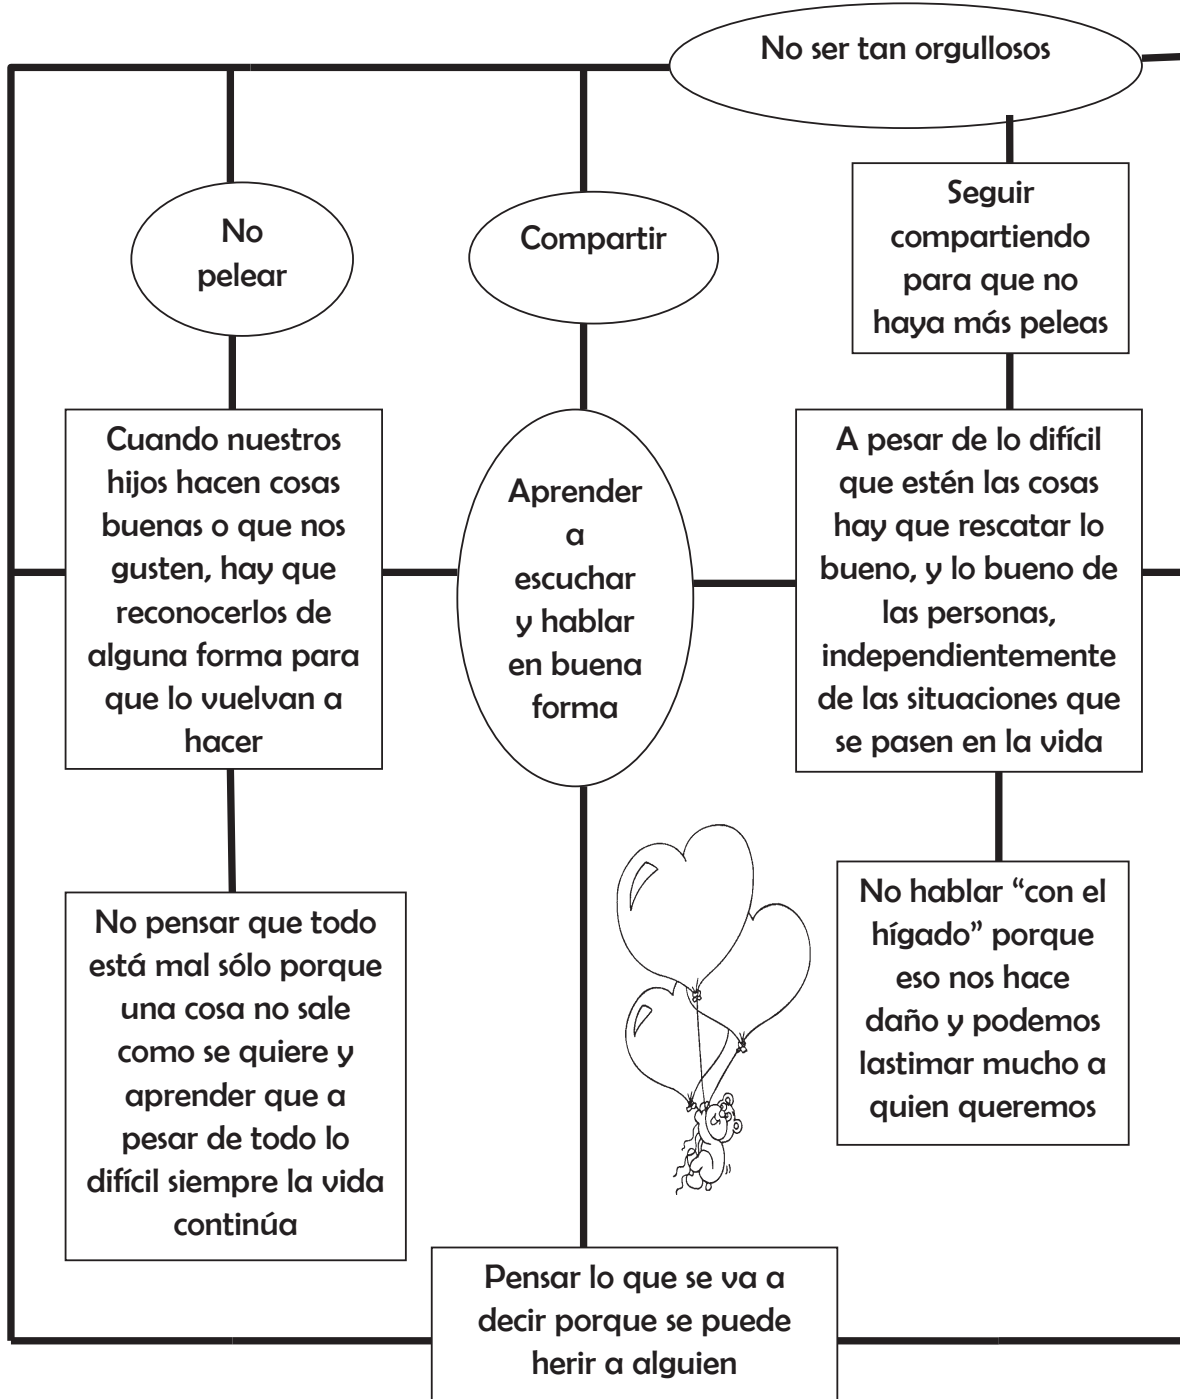 No ser tan orgullosos
No
pelear
Compartir
Seguir
compartiendo
para que no
haya más peleas
Cuando nuestros
hijos hacen cosas
buenas o que nos
gusten, hay que
reconocerlos de
alguna forma para
que lo vuelvan a
hacer
Aprender
a
escuchar
y hablar
en buena
forma
A pesar de lo difícil
que estén las cosas
hay que rescatar lo
bueno, y lo bueno de
las personas,
independientemente
de las situaciones que
se pasen en la vida
No pensar que todo
está mal sólo porque
una cosa no sale
como se quiere y
aprender que a
pesar de todo lo
difícil siempre la vida
continúa
No hablar “con el
hígado” porque
eso nos hace
daño y podemos
lastimar mucho a
quien queremos
Pensar lo que se va a
decir porque se puede
herir a alguien